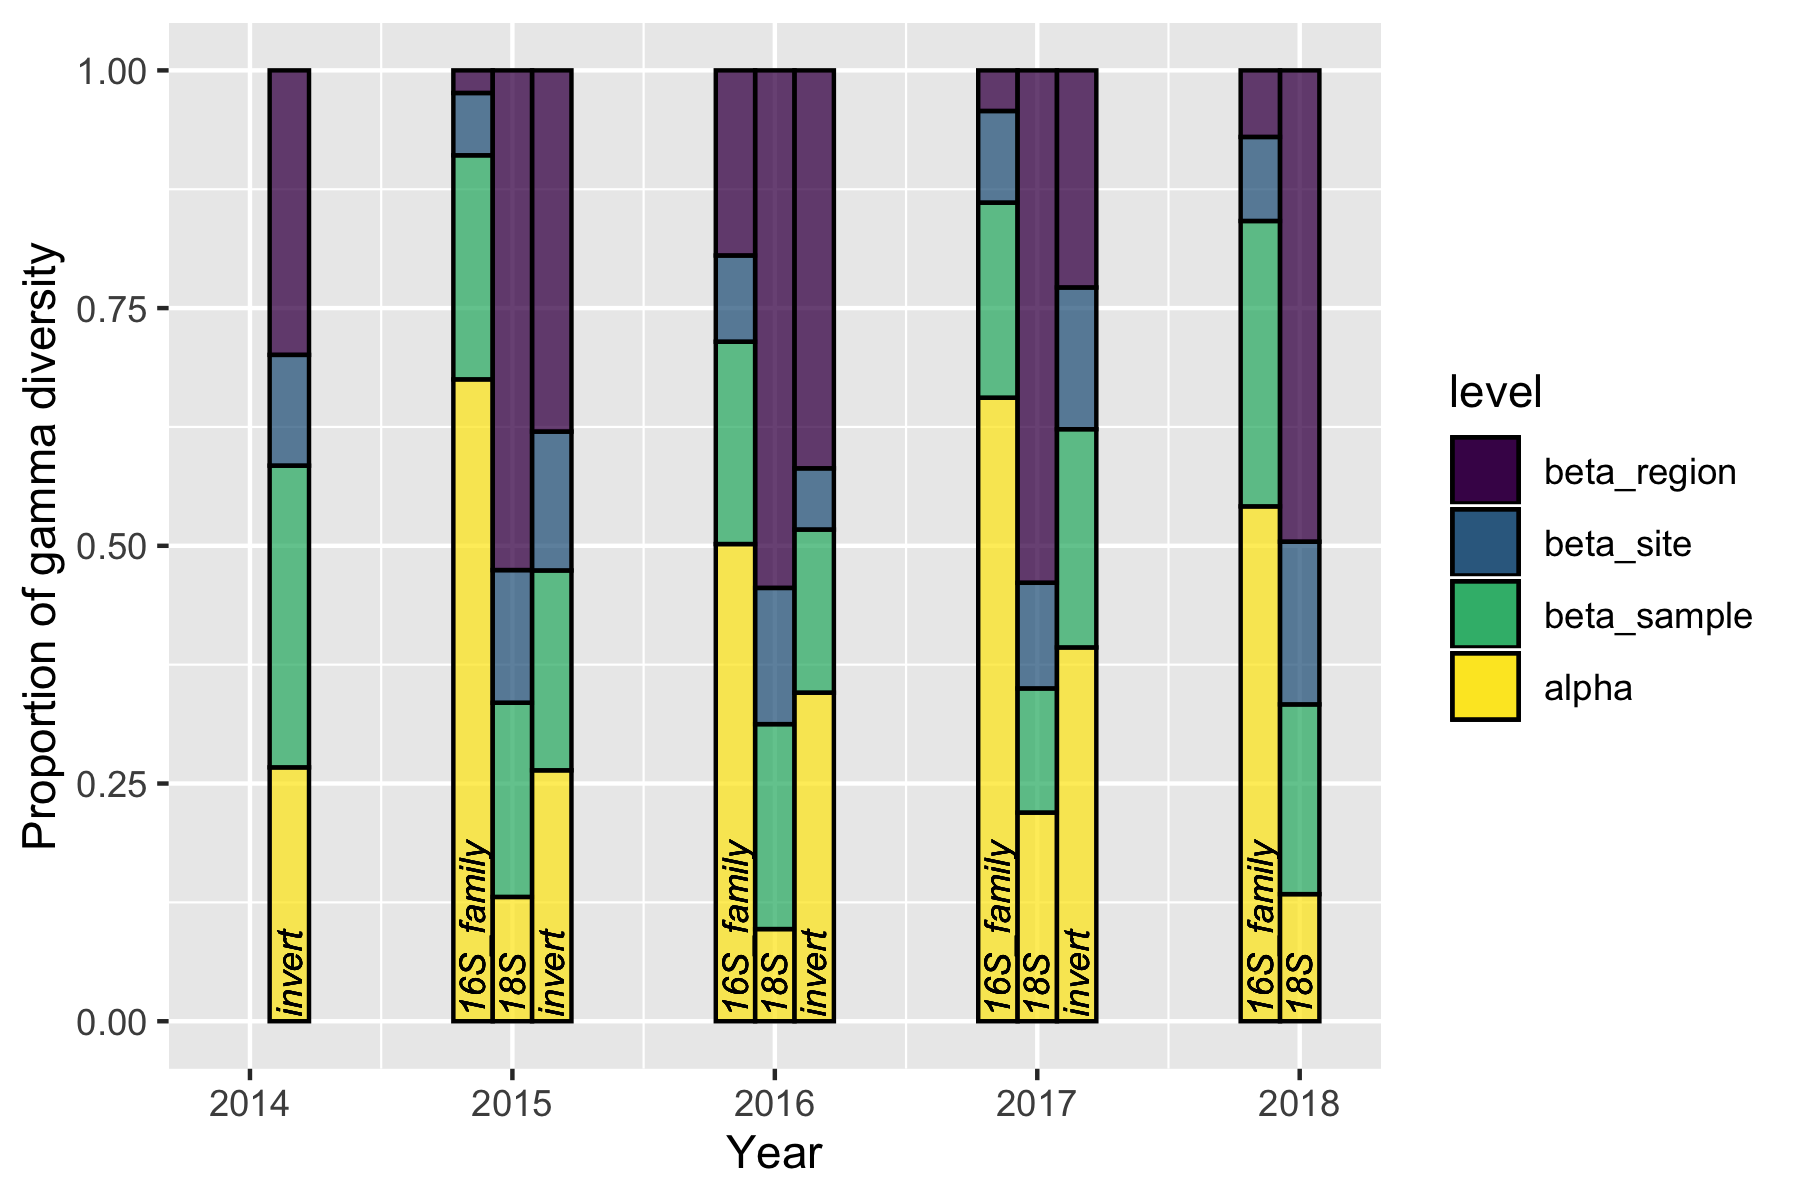 1.00
0.75
0.50
0.25
0.00
Proportion of gamma diversity
invert
16S_family
18S
invert
16S_family
18S
invert
16S_family
18S
invert
16S_family
18S
2014
2015
2016
2017
2018
Year
level
beta_region
beta_site
beta_sample
alpha